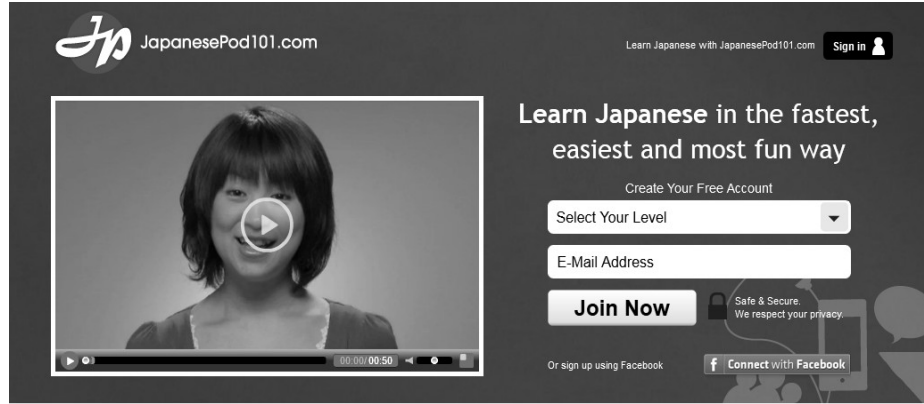 Jp JapanesePod101.com
Learn Japanese with JapanesePod101.com
Sign in
Learn Japanese in the fastest,
easiest and most fun way
Create Your Free Account
Select Your Level
E-Mail Address
Join Now
Safe & Secure.
We respect your privacy.
00:00/00:50
Or sign up using Facebook
f Connect with Facebook